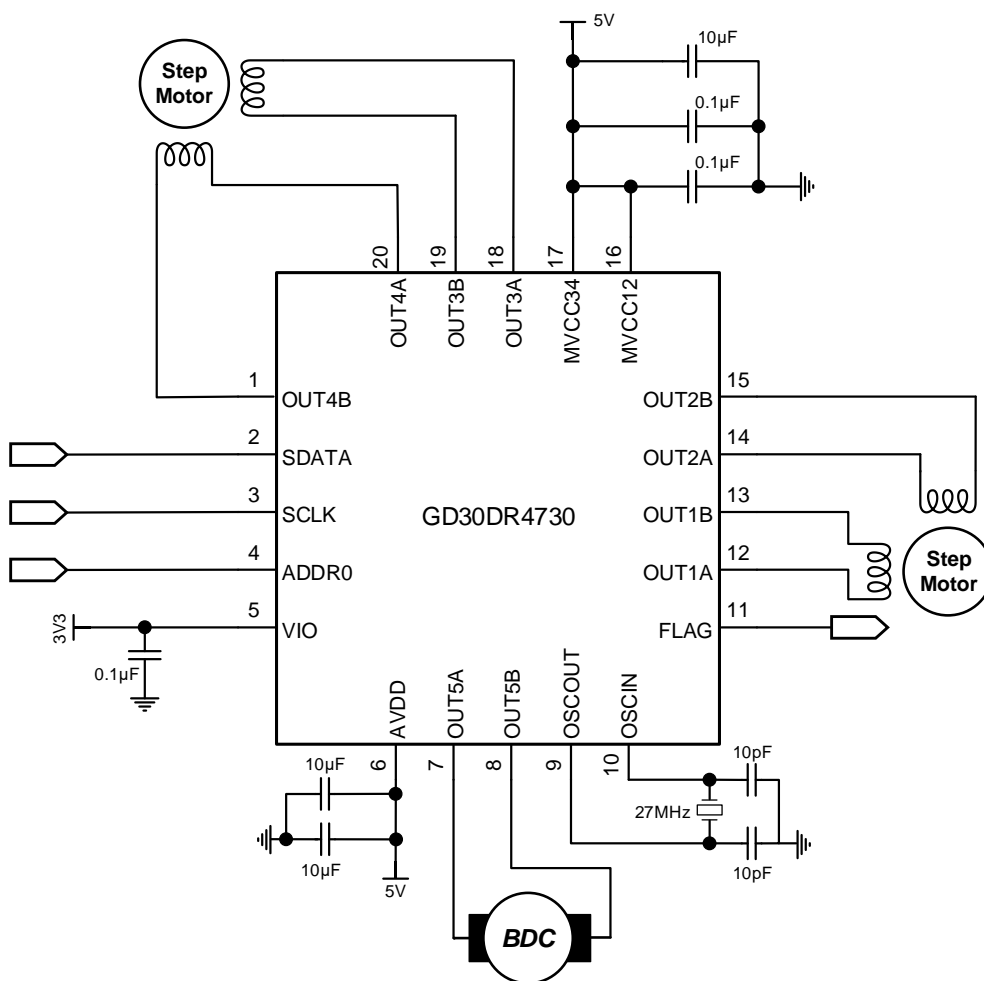 5V
10µF
Step
Motor
0.1µF
0.1µF
20
19
18
17
16
OUT4A
OUT3B
OUT3A
MVCC34
MVCC12
1
OUT4B
15
OUT2B
2
SDATA
14
OUT2A
3
SCLK
GD30DR4730
13
OUT1B
4
ADDR0
12
OUT1A
Step
Motor
5
VIO
3V3
11
FLAG
0.1µF
AVDD
OUT5A
OUT5B
OSCOUT
OSCIN
6
7
8
9
10
10µF
10µF
5V
10pF
27MHz
10pF
BDC